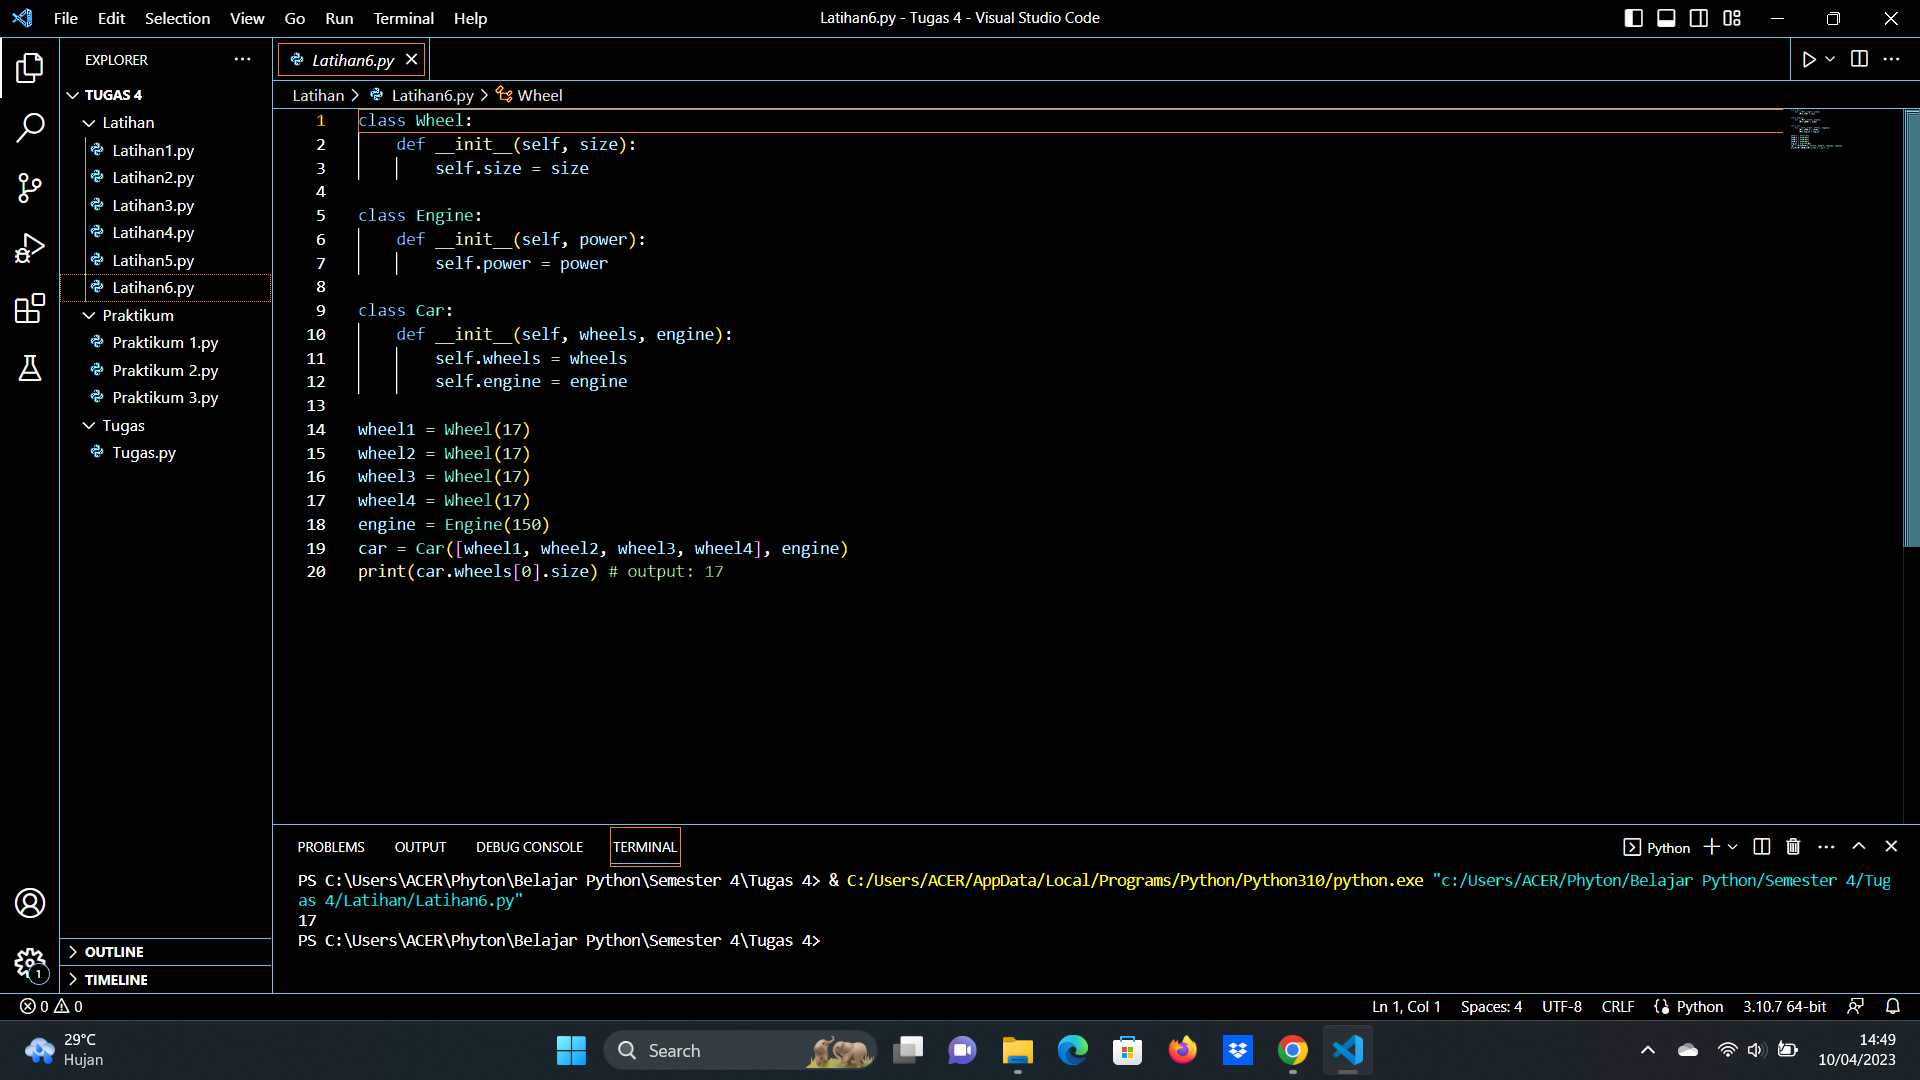 File Edit Selection View Go Run Terminal Help
Latihan6.py - Tugas 4 - Visual Studio Code
EXPLORER
TUGAS 4
Latihan
Latihan1.py
Latihan2.py
Latihan3.py
Latihan4.py
Latihan5.py
Latihan6.py
Praktikum
Praktikum 1.py
Praktikum 2.py
Praktikum 3.py
Tugas
Tugas.py
OUTLINE
TIMELINE
Latihan6.py
Latihan > Latihan6.py > Wheel
1 class Wheel:
2     def __init__(self, size):
3         self.size = size
4
5 class Engine:
6     def __init__(self, power):
7         self.power = power
8
9 class Car:
10     def __init__(self, wheels, engine):
11         self.wheels = wheels
12         self.engine = engine
13
14 wheel1 = Wheel(17)
15 wheel2 = Wheel(17)
16 wheel3 = Wheel(17)
17 wheel4 = Wheel(17)
18 engine = Engine(150)
19 car = Car([wheel1, wheel2, wheel3, wheel4], engine)
20 print(car.wheels[0].size) # output: 17
PROBLEMS OUTPUT DEBUG CONSOLE TERMINAL
Python
PS C:\Users\ACER\Phyton\Belajar Python\Semester 4\Tugas 4> & C:/Users/ACER/AppData/Local/Programs/Python/Python310/python.exe "c:/Users/ACER/Phyton/Belajar Python/Semester 4/Tug
as 4/Latihan/Latihan6.py"
17
PS C:\Users\ACER\Phyton\Belajar Python\Semester 4\Tugas 4>
1
0 0
Ln 1, Col 1 Spaces: 4 UTF-8 CRLF Python 3.10.7 64-bit
29°C
Hujan
Search
14:49
10/04/2023